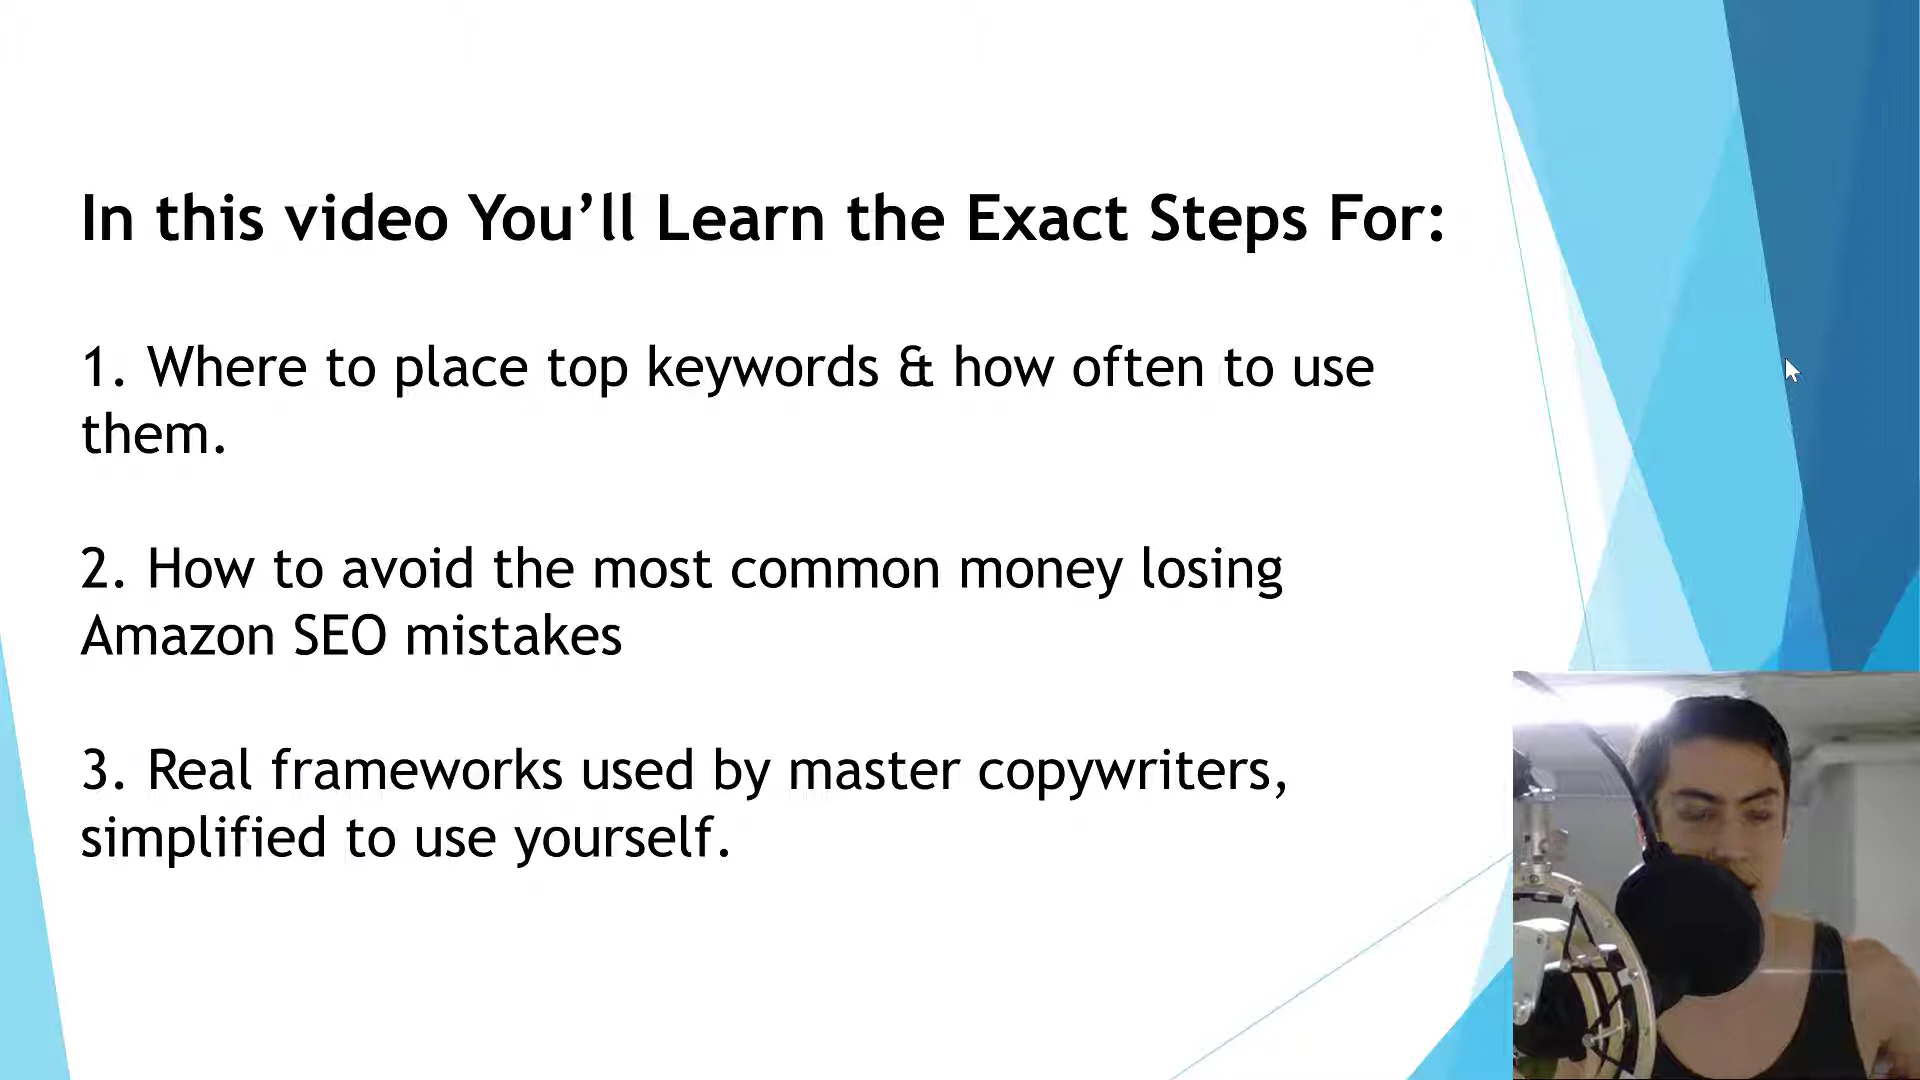 In this video You’ll Learn the Exact Steps For:
1. Where to place top keywords & how often to use
them.
2. How to avoid the most common money losing
Amazon SEO mistakes
3. Real frameworks used by master copywriters,
simplified to use yourself.